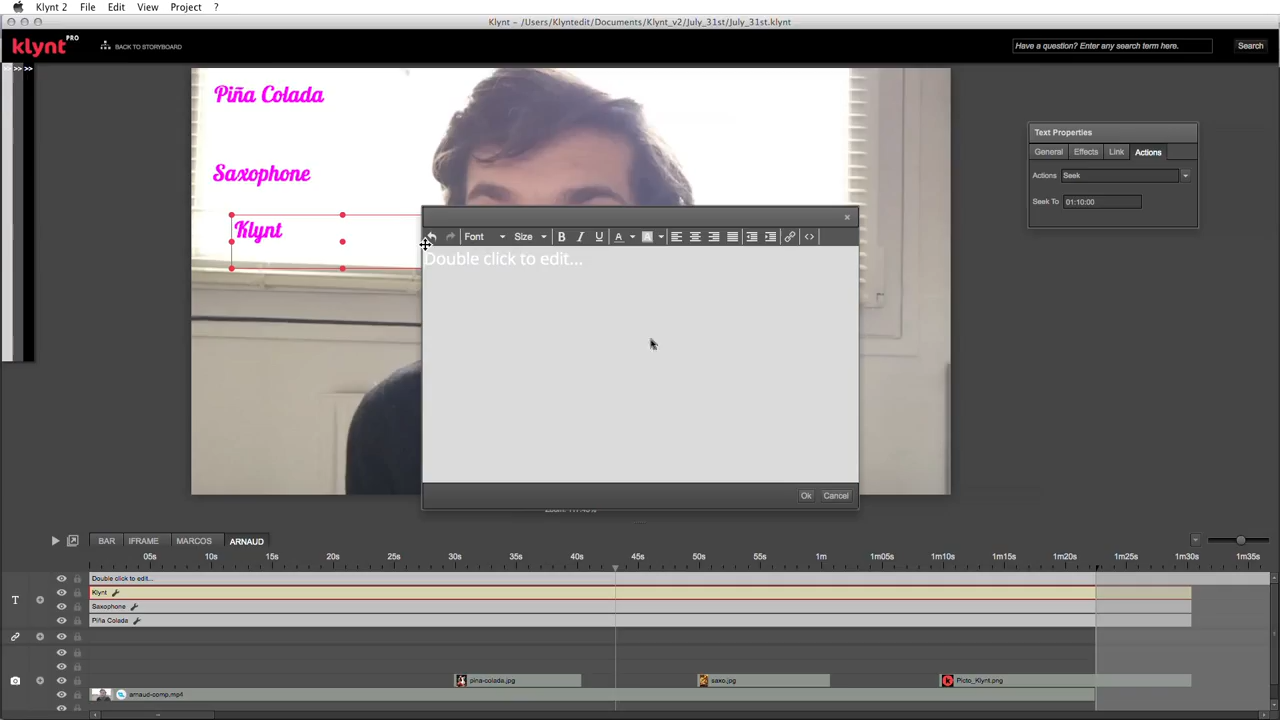 Klynt 2 File Edit View Project ?
Klynt - /Users/Klyntedit/Documents/Klynt_v2/July_31st/July_31st.klynt
klynt PRO BACK TO STORYBOARD Have a question? Enter any search term here. Search
>> >>
Piña Colada
Saxophone
Klynt
Text Properties
General Effects Link Actions
Actions Seek
Seek To 01:10:00
Font Size B I U A A
Double click to edit...
Ok Cancel
BAR IFRAME MARCOS ARNAUD
05s 10s 15s 20s 25s 30s 35s 40s 45s 50s 55s 1m 1m05s 1m10s 1m15s 1m20s 1m25s 1m30s 1m35s
Double click to edit...
Klynt
T Saxophone
Piña Colada
pina-colada.jpg saxo.jpg Picto_Klynt.png
arnaud-comp.mp4